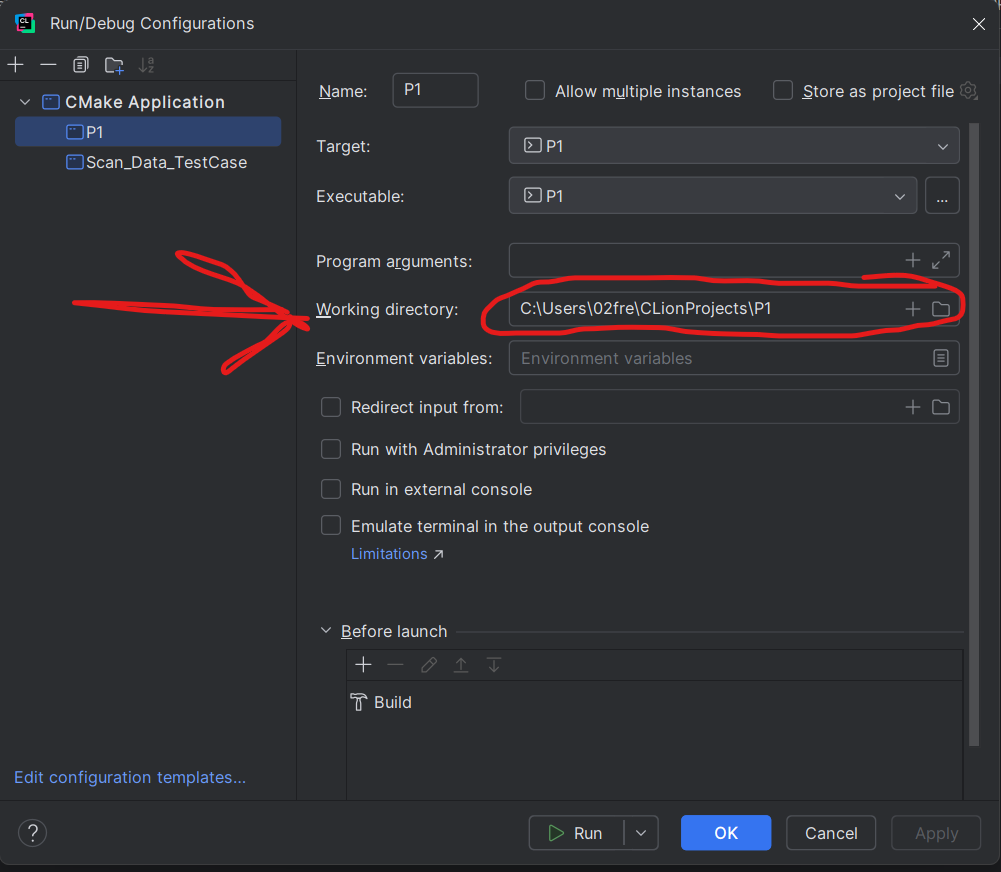 CL
Run/Debug Configurations
CMake Application
P1
Scan_Data_TestCase
Name: P1 Allow multiple instances Store as project file
Target: P1
Executable: P1 ...
Program arguments:
Working directory: C:\Users\02fre\CLionProjects\P1
Environment variables: Environment variables
Redirect input from:
Run with Administrator privileges
Run in external console
Emulate terminal in the output console
Limitations ↗
Before launch
Build
Edit configuration templates...
? Run OK Cancel Apply